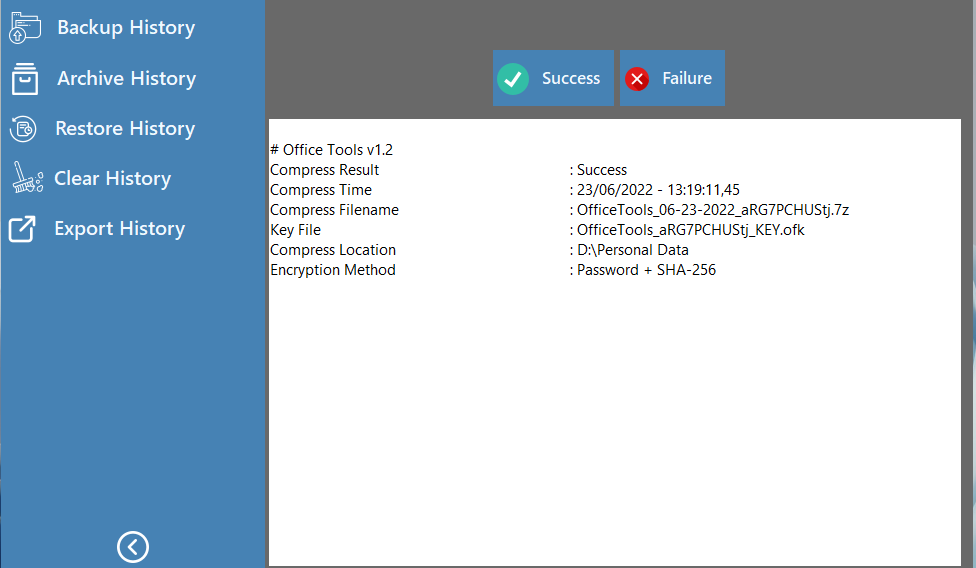 Backup History
Archive History
Restore History
Clear History
Export History
Success
Failure
# Office Tools v1.2
Compress Result : Success
Compress Time : 23/06/2022 - 13:19:11,45
Compress Filename : OfficeTools_06-23-2022_aRG7PCHUStj.7z
Key File : OfficeTools_aRG7PCHUStj_KEY.ofk
Compress Location : D:\Personal Data
Encryption Method : Password + SHA-256